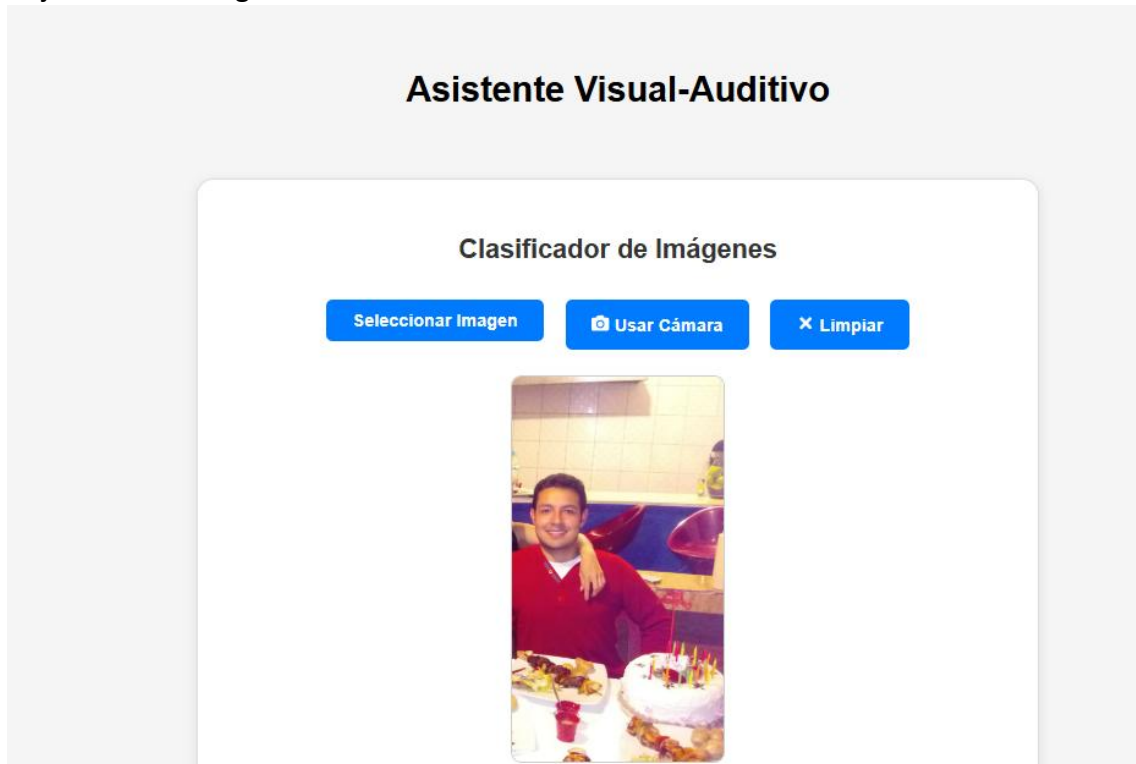 Asistente Visual-Auditivo
Clasificador de Imágenes
Seleccionar Imagen
Usar Cámara
× Limpiar